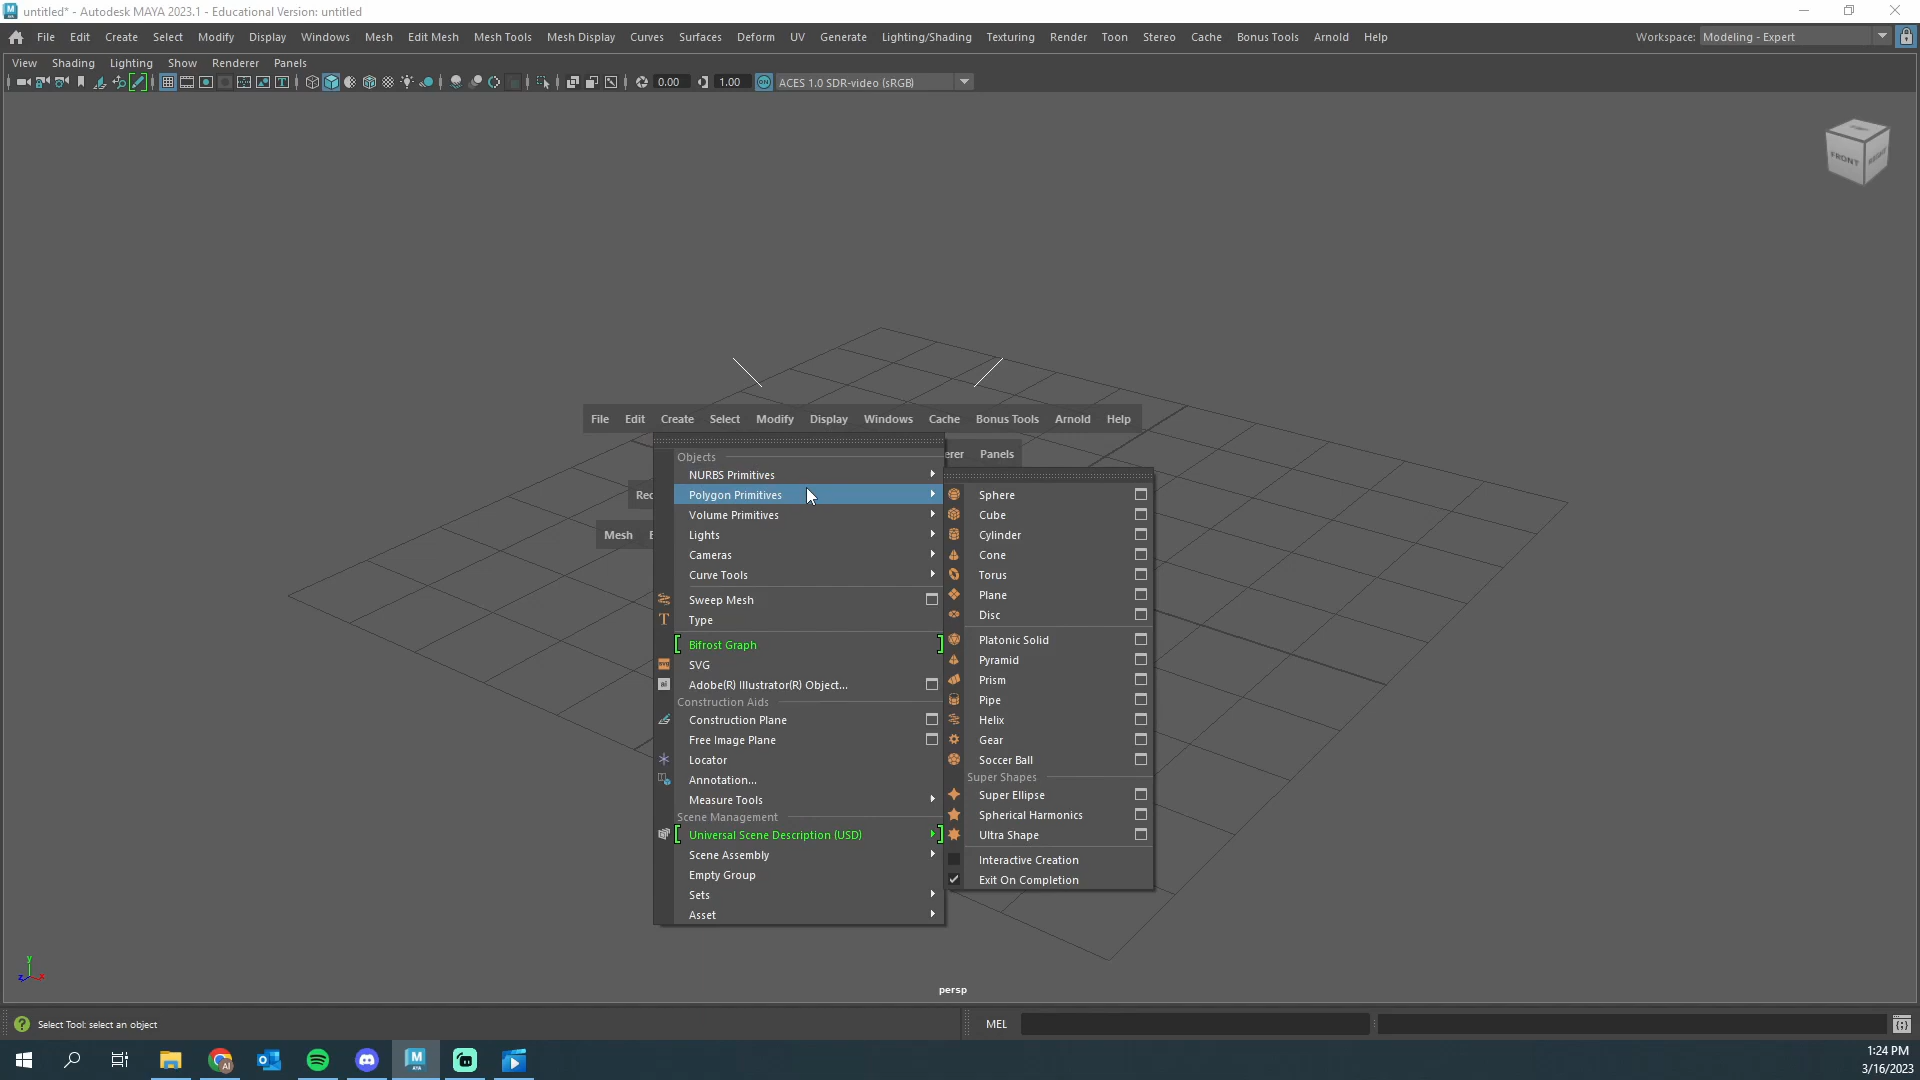 untitled* - Autodesk MAYA 2023.1 - Educational Version: untitled
File Edit Create Select Modify Display Windows Mesh Edit Mesh Mesh Tools Mesh Display Curves Surfaces Deform UV Generate Lighting/Shading Texturing Render Toon Stereo Cache Bonus Tools Arnold Help
Workspace: Modeling - Expert
View Shading Lighting Show Renderer Panels
0.00 1.00 ON ACES 1.0 SDR-video (sRGB)
FRONT
File Edit Create Select Modify Display Windows Cache Bonus Tools Arnold Help
erer Panels
Rec
Mesh
Objects
NURBS Primitives
Polygon Primitives
Volume Primitives
Lights
Cameras
Curve Tools
Sweep Mesh
Type
Bifrost Graph
SVG
Adobe(R) Illustrator(R) Object...
Construction Aids
Construction Plane
Free Image Plane
Locator
Annotation...
Measure Tools
Scene Management
Universal Scene Description (USD)
Scene Assembly
Empty Group
Sets
Asset
Sphere
Cube
Cylinder
Cone
Torus
Plane
Disc
Platonic Solid
Pyramid
Prism
Pipe
Helix
Gear
Soccer Ball
Super Shapes
Super Ellipse
Spherical Harmonics
Ultra Shape
Interactive Creation
Exit On Completion
y
z x
persp
Select Tool: select an object
MEL
1:24 PM
3/16/2023